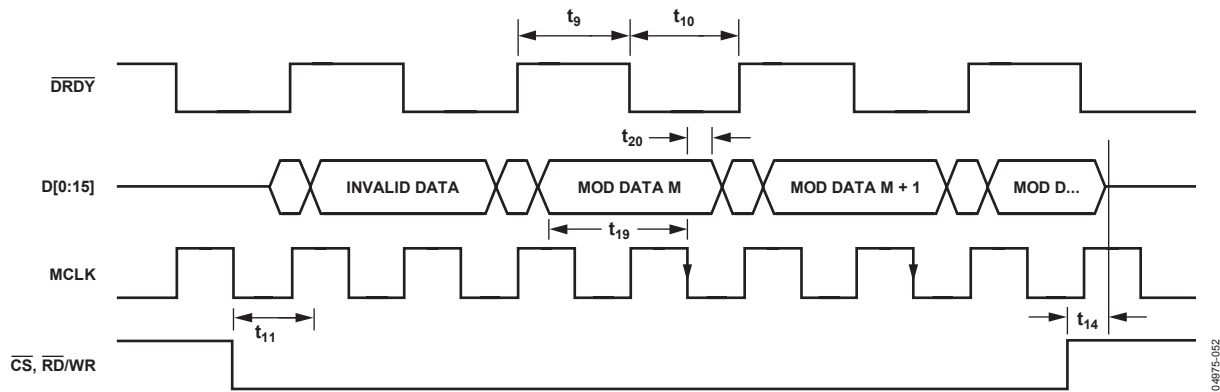 t9 t10
DRDY
t20
D[0:15] INVALID DATA MOD DATA M MOD DATA M + 1 MOD D...
t19
MCLK
t11 t14
CS, RD/WR
04975-052